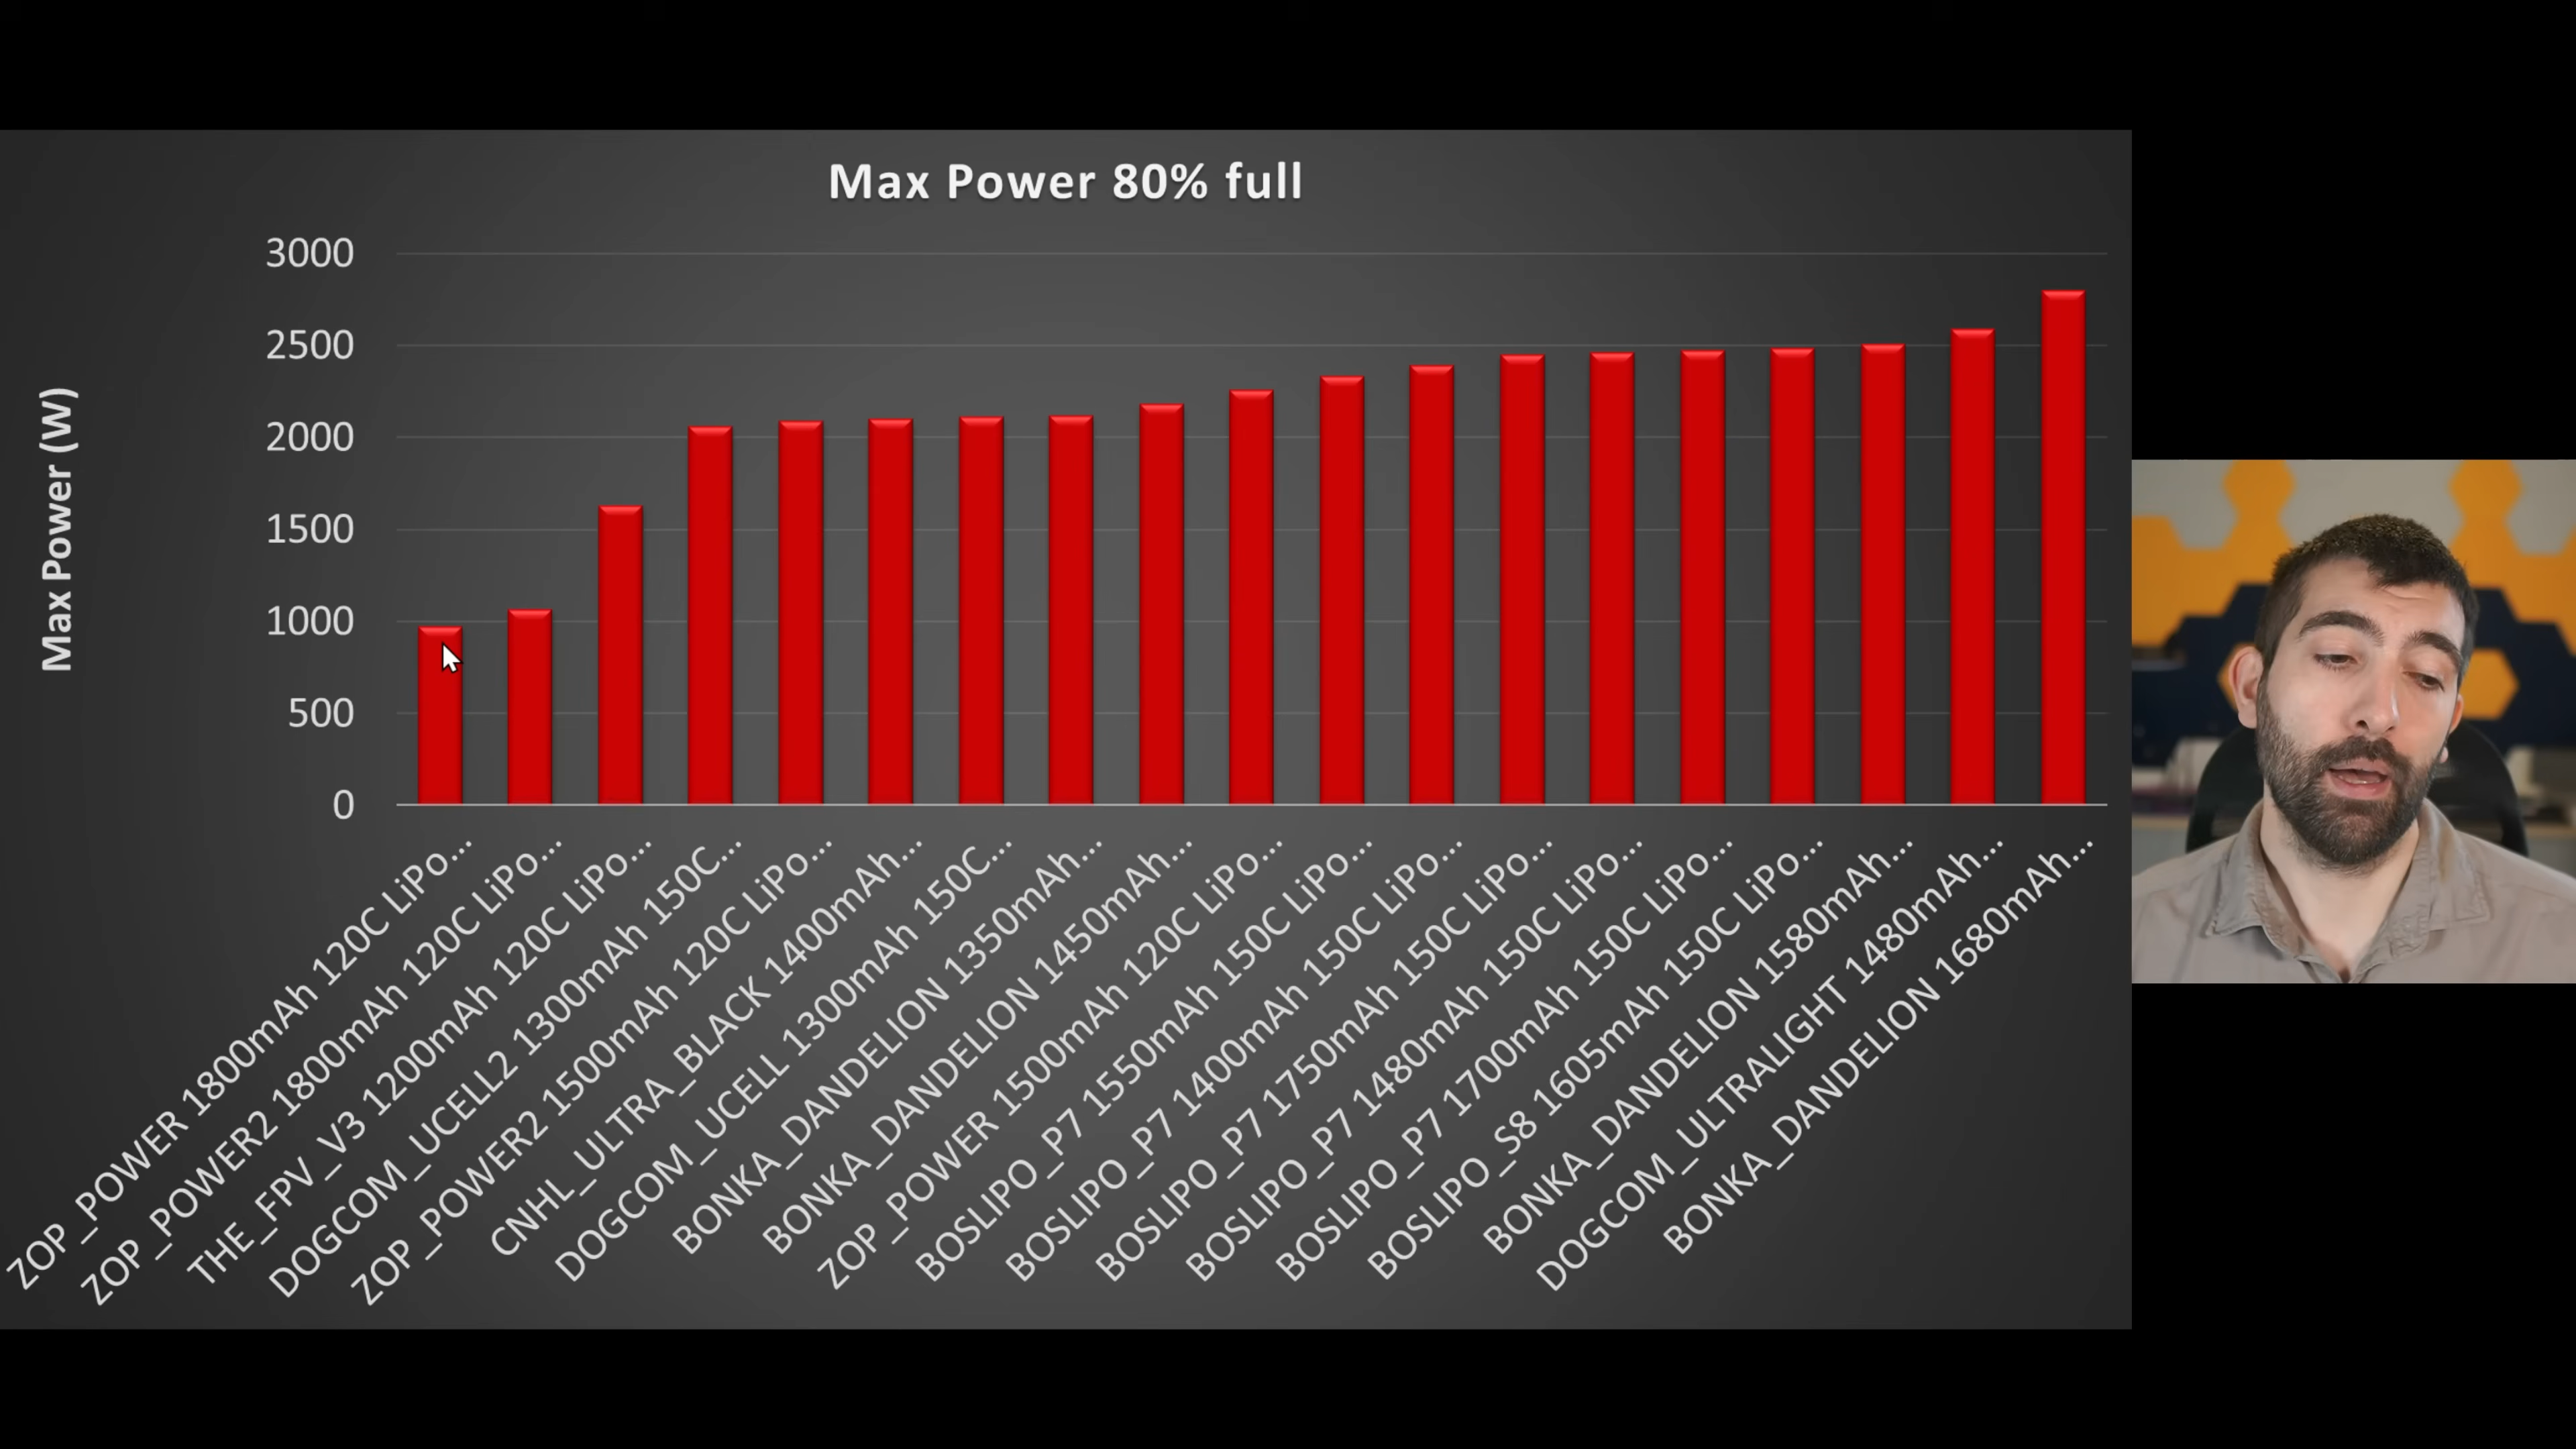 Max Power 80% full
Max Power (W)
3000
2500
2000
1500
1000
500
0
ZOP_POWER 1800mAh 120C LiPo...
ZOP_POWER2 1800mAh 120C LiPo...
THE_FPV_V3 1200mAh 120C LiPo...
DOGCOM_UCELL2 1300mAh 150C...
ZOP_POWER2 1500mAh 120C LiPo...
CNHL_ULTRA_BLACK 1400mAh...
DOGCOM_UCELL 1300mAh 150C...
BONKA_DANDELION 1350mAh...
BONKA_DANDELION 1450mAh...
ZOP_POWER 1500mAh 120C LiPo...
BOSLIPO_P7 1550mAh 150C LiPo...
BOSLIPO_P7 1400mAh 150C LiPo...
BOSLIPO_P7 1750mAh 150C LiPo...
BOSLIPO_P7 1480mAh 150C LiPo...
BOSLIPO_P7 1700mAh 150C LiPo...
BOSLIPO_S8 1605mAh 150C LiPo...
BONKA_DANDELION 1580mAh...
DOGCOM_ULTRALIGHT 1480mAh...
BONKA_DANDELION 1680mAh...